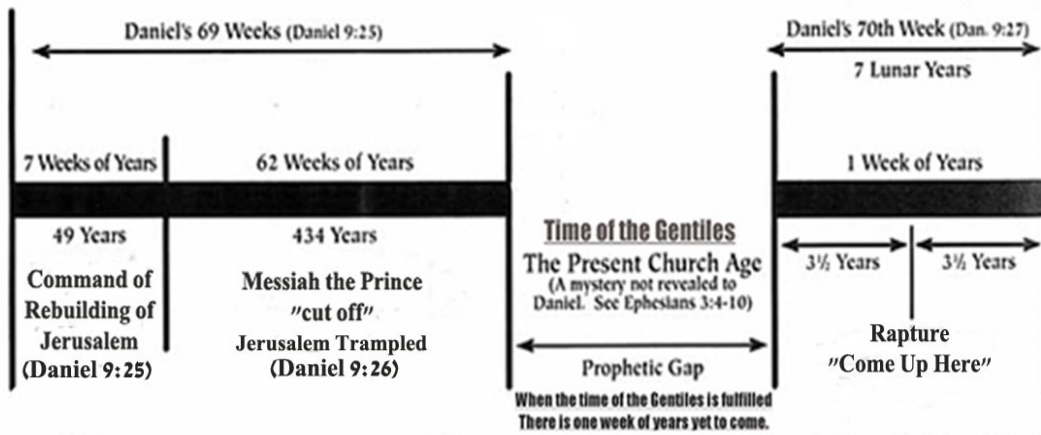 Daniel's 69 Weeks (Daniel 9:25)
7 Weeks of Years
62 Weeks of Years
49 Years
434 Years
Command of
Rebuilding of
Jerusalem
(Daniel 9:25)
Messiah the Prince
"cut off"
Jerusalem Trampled
(Daniel 9:26)
Time of the Gentiles
The Present Church Age
(A mystery not revealed to
Daniel. See Ephesians 3:4-10)
Prophetic Gap
When the time of the Gentiles is fulfilled
There is one week of years yet to come.
Daniel's 70th Week (Dan. 9:27)
7 Lunar Years
1 Week of Years
3½ Years
3½ Years
Rapture
"Come Up Here"